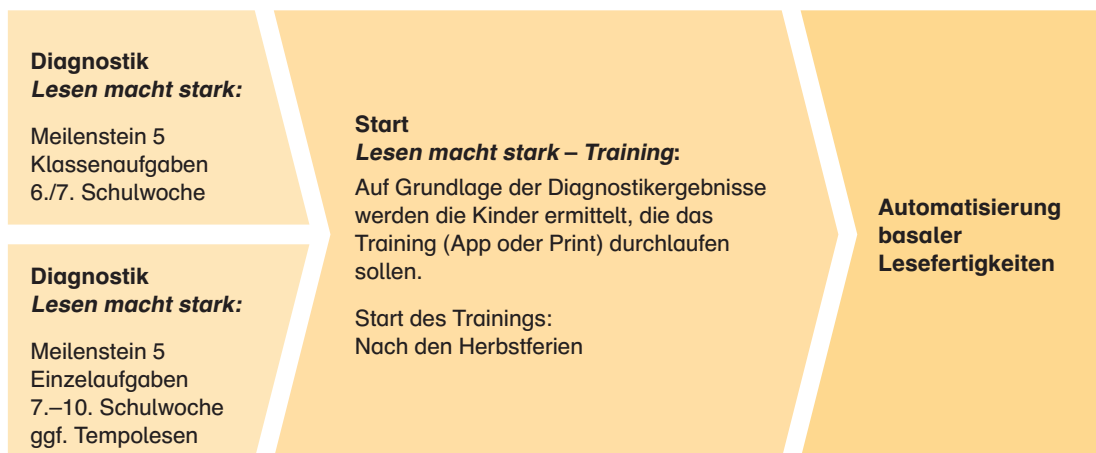 Diagnostik
Lesen macht stark:
Meilenstein 5
Klassenaufgaben
6./7. Schulwoche
Diagnostik
Lesen macht stark:
Meilenstein 5
Einzelaufgaben
7.–10. Schulwoche
ggf. Tempolesen
Start
Lesen macht stark – Training:
Auf Grundlage der Diagnostikergebnisse
werden die Kinder ermittelt, die das
Training (App oder Print) durchlaufen
sollen.
Start des Trainings:
Nach den Herbstferien
Automatisierung
basaler
Lesefertigkeiten